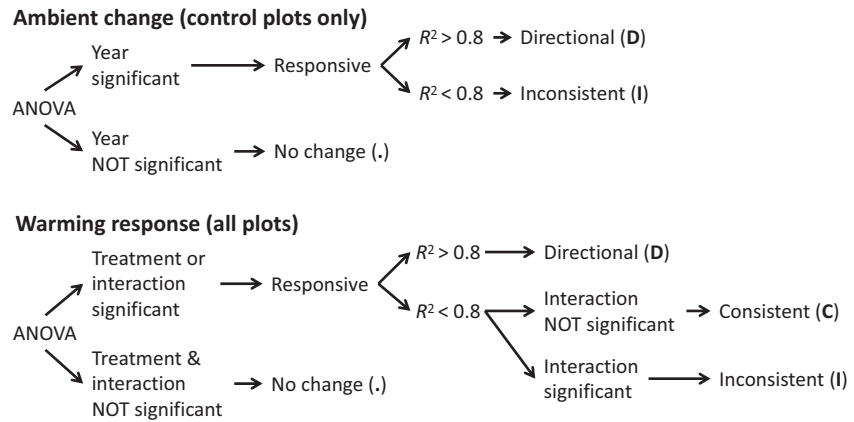 Ambient change (control plots only)
ANOVA
Year
significant
Responsive
R² > 0.8
Directional (D)
R² < 0.8
Inconsistent (I)
Year
NOT significant
No change (.)
Warming response (all plots)
ANOVA
Treatment or
interaction
significant
Responsive
R² > 0.8
Directional (D)
R² < 0.8
Interaction
NOT significant
Consistent (C)
Interaction
significant
Inconsistent (I)
Treatment &
interaction
NOT significant
No change (.)